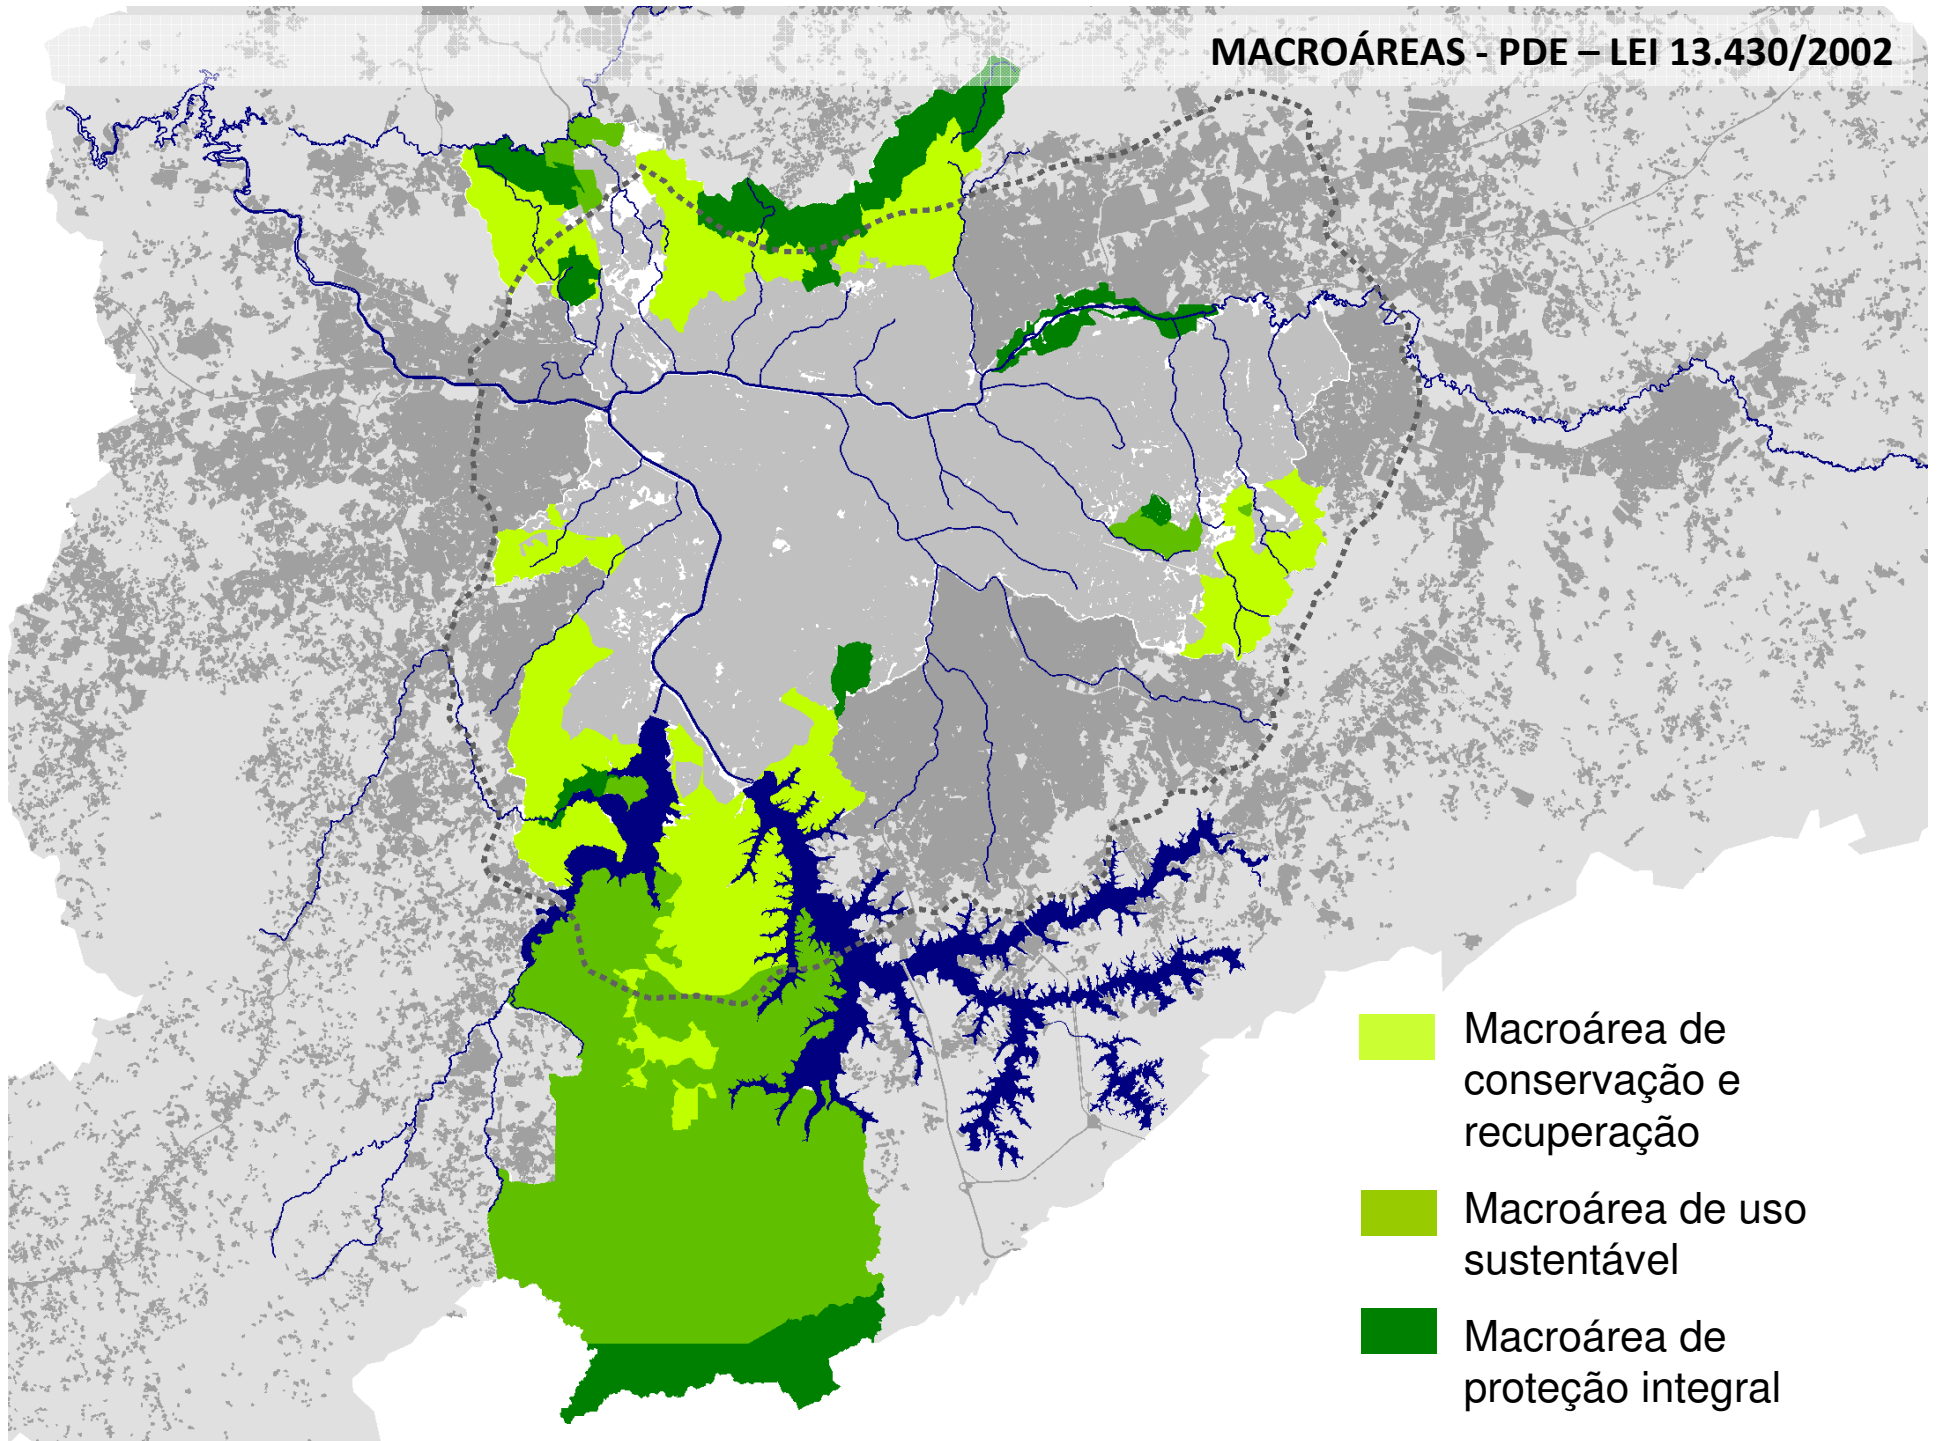 MACROÁREAS - PDE – LEI 13.430/2002
Macroárea de
conservação e
recuperação
Macroárea de uso
sustentável
Macroárea de
proteção integral